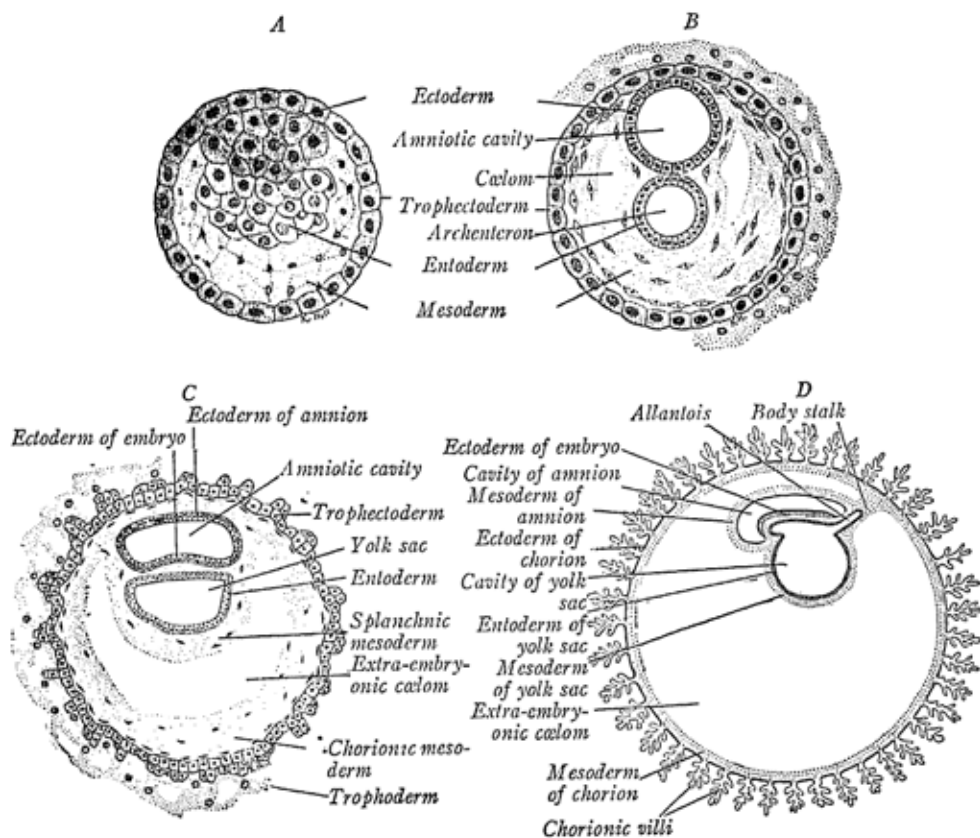 A
B
Ectoderm
Amniotic cavity
Cœlom
Trophectoderm
Archenteron
Entoderm
Mesoderm
C
Ectoderm of amnion
Ectoderm of embryo
Amniotic cavity
Trophectoderm
Yolk sac
Entoderm
Splanchnic
mesoderm
Extra-embry-
onic cœlom
Chorionic meso-
derm
Trophoderm
D
Allantois
Body stalk
Ectoderm of embryo
Cavity of amnion
Mesoderm of
amnion
Ectoderm of
chorion
Cavity of yolk
sac
Entoderm of
yolk sac
Mesoderm
of yolk sac
Extra-embry-
onic cœlom
Mesoderm
of chorion
Chorionic villi